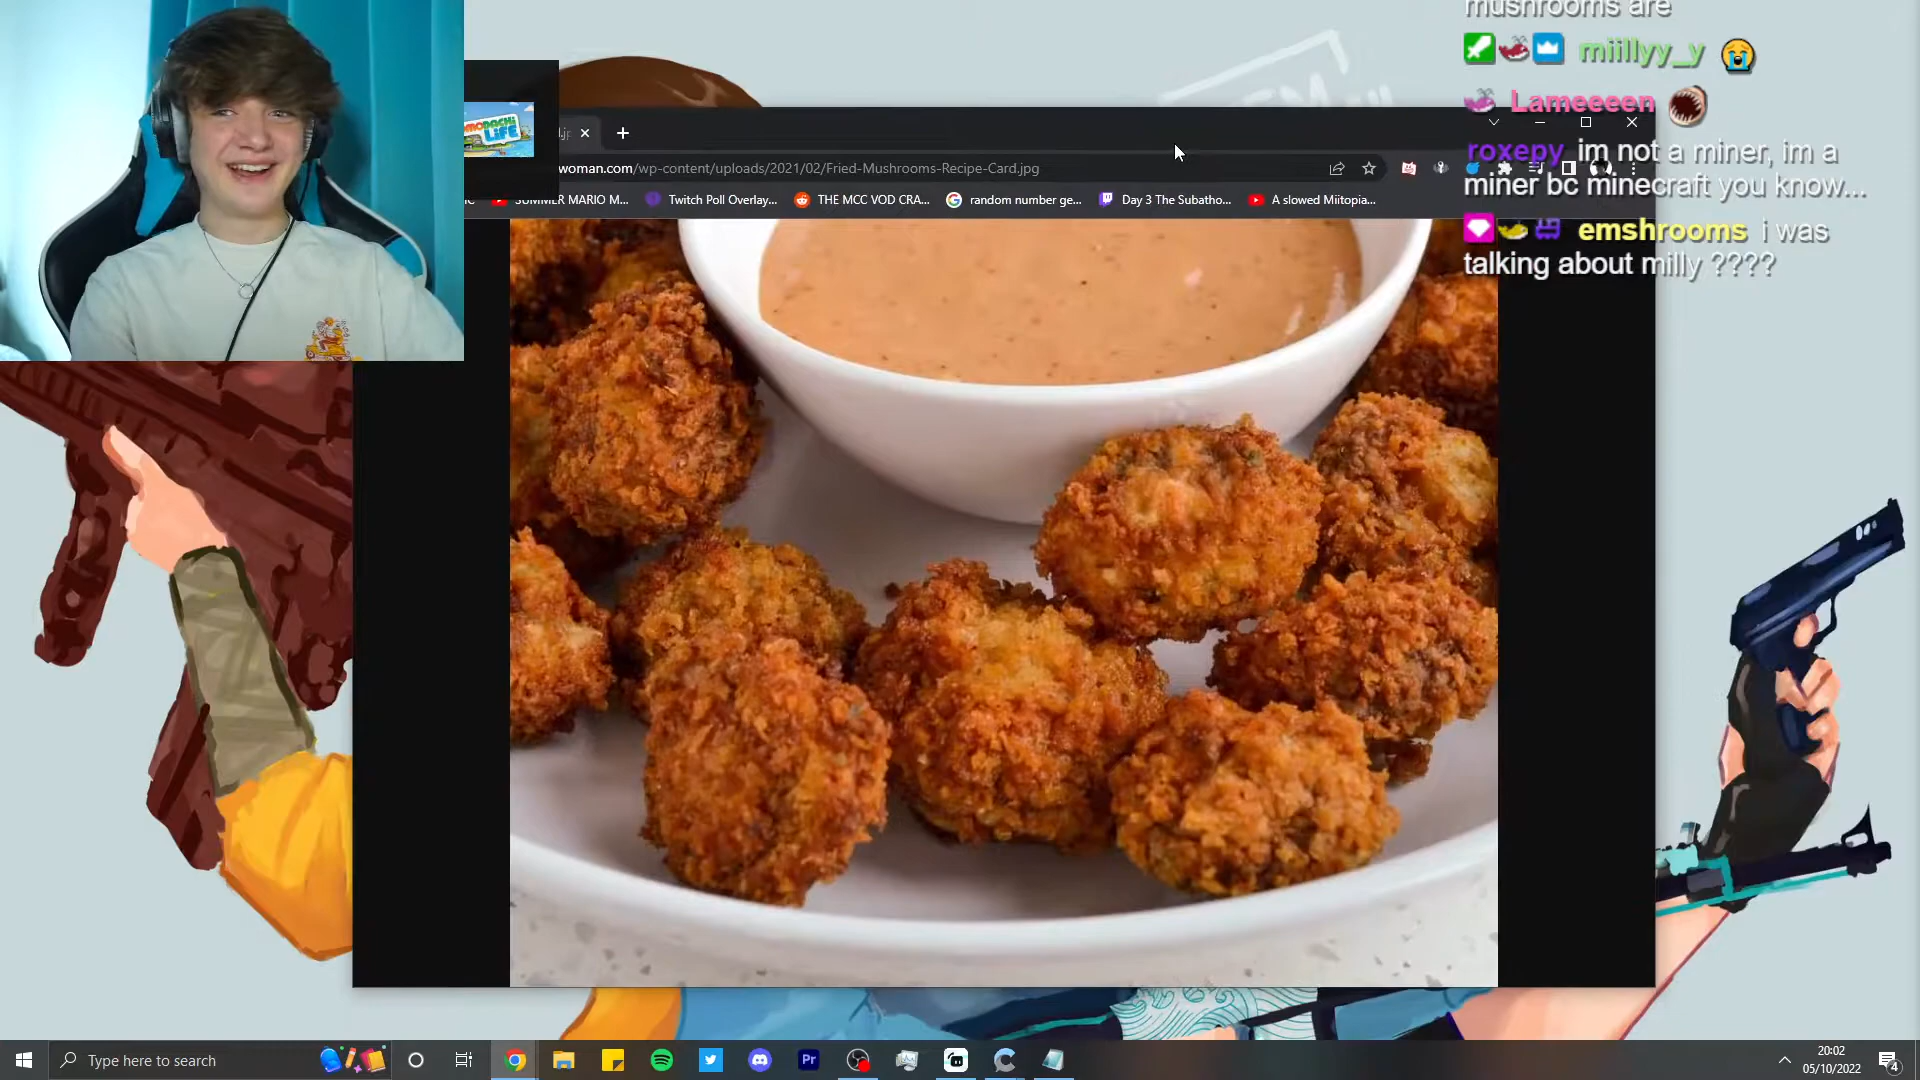 mushrooms are
miillyy_y
Lameeeen
roxepy im not a miner, im a
miner bc minecraft you know...
emshrooms i was
talking about milly ????
LiFE
woman.com/wp-content/uploads/2021/02/Fried-Mushrooms-Recipe-Card.jpg
SUMMER MARIO M...
Twitch Poll Overlay...
THE MCC VOD CRA...
random number ge...
Day 3 The Subatho...
A slowed Miitopia...
Type here to search
Pr
20:02
05/10/2022
4